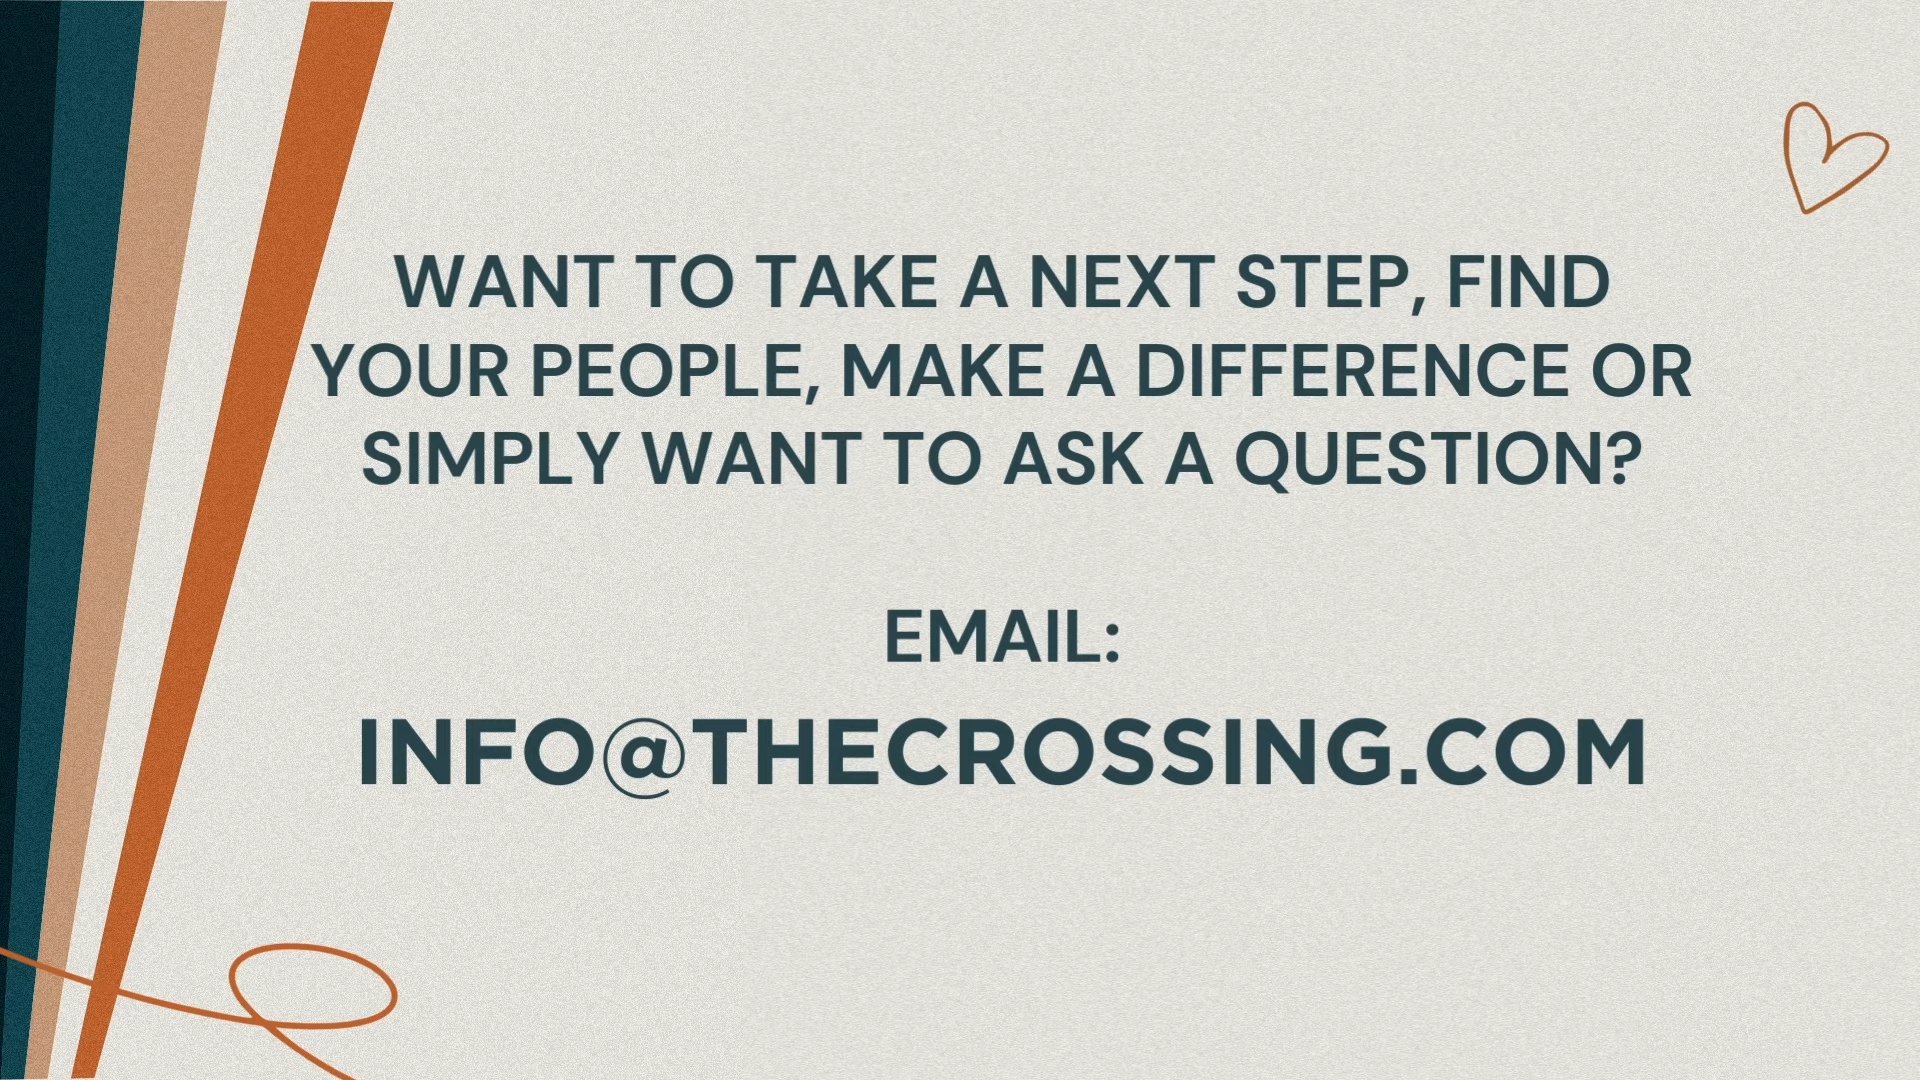 WANT TO TAKE A NEXT STEP, FIND
YOUR PEOPLE, MAKE A DIFFERENCE OR
SIMPLY WANT TO ASK A QUESTION?
EMAIL:
INFO@THECROSSING.COM